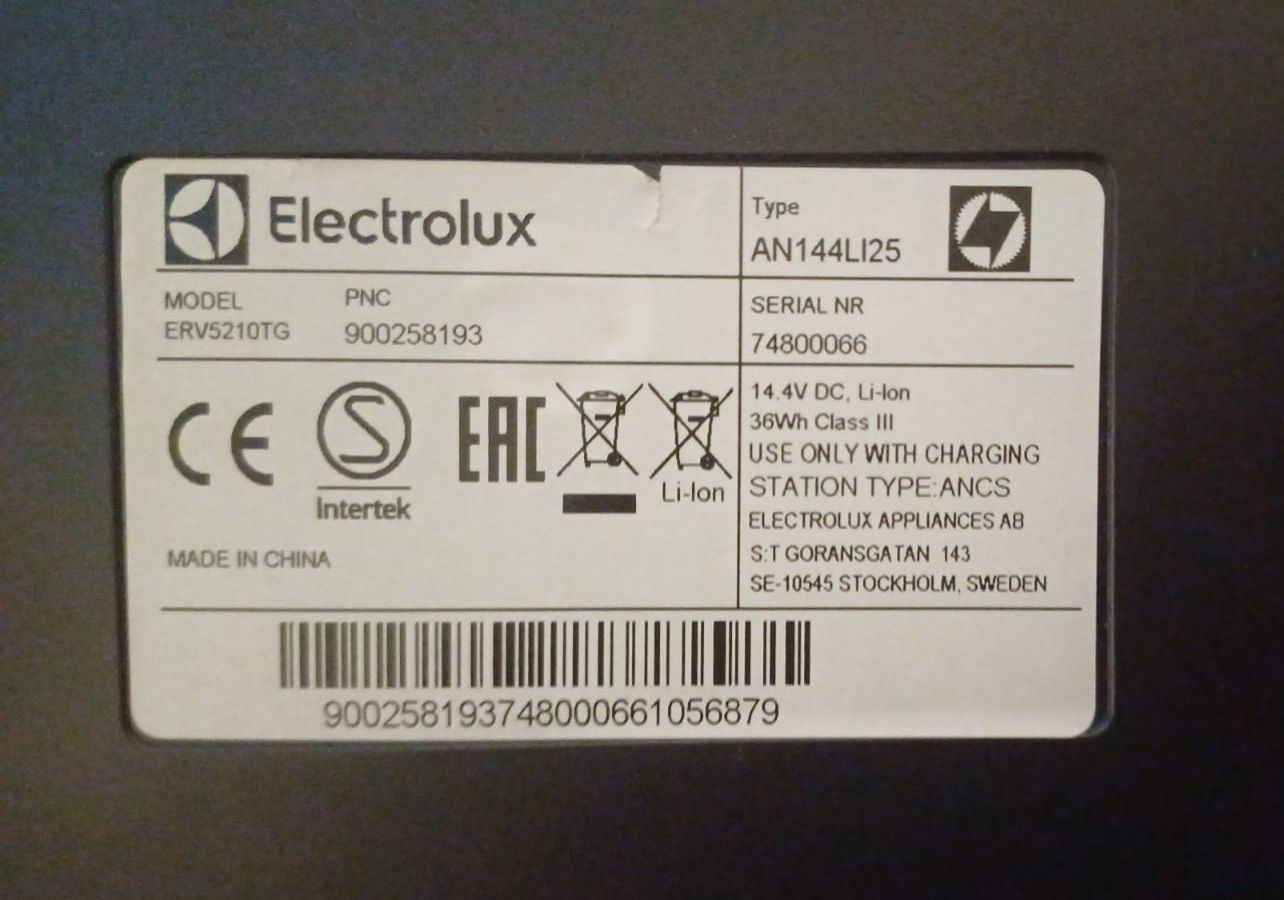 Electrolux
Type
AN144LI25
MODEL
ERV5210TG
PNC
900258193
SERIAL NR
74800066
CE
S
Intertek
EAC
Li-Ion
MADE IN CHINA
14.4V DC, Li-Ion
36Wh Class III
USE ONLY WITH CHARGING
STATION TYPE:ANCS
ELECTROLUX APPLIANCES AB
S:T GORANSGATAN 143
SE-10545 STOCKHOLM, SWEDEN
900258193748000661056879